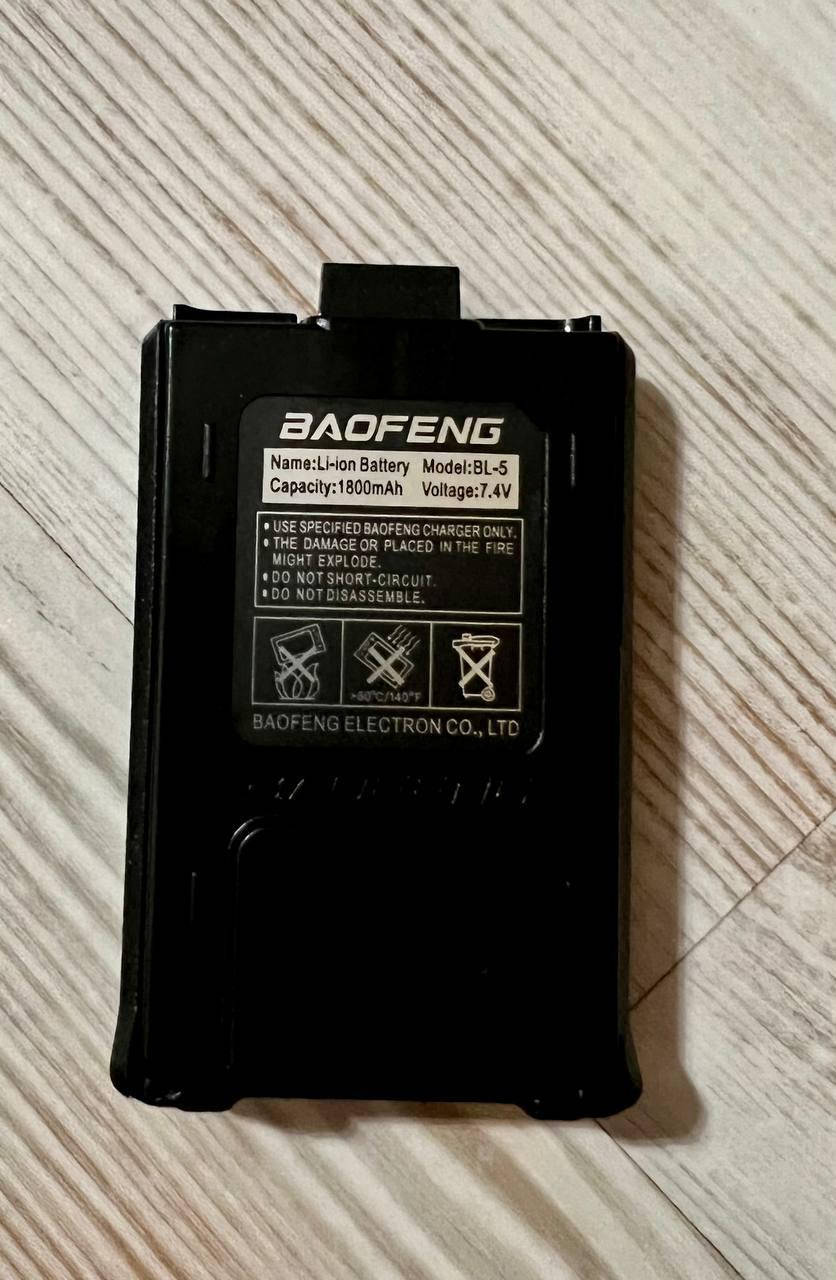 BAOFENG
Name:Li-ion Battery Model:BL-5
Capacity:1800mAh Voltage:7.4V
• USE SPECIFIED BAOFENG CHARGER ONLY.
• THE DAMAGE OR PLACED IN THE FIRE
MIGHT EXPLODE.
• DO NOT SHORT-CIRCUIT.
• DO NOT DISASSEMBLE.
>60°C/140°F
BAOFENG ELECTRON CO., LTD